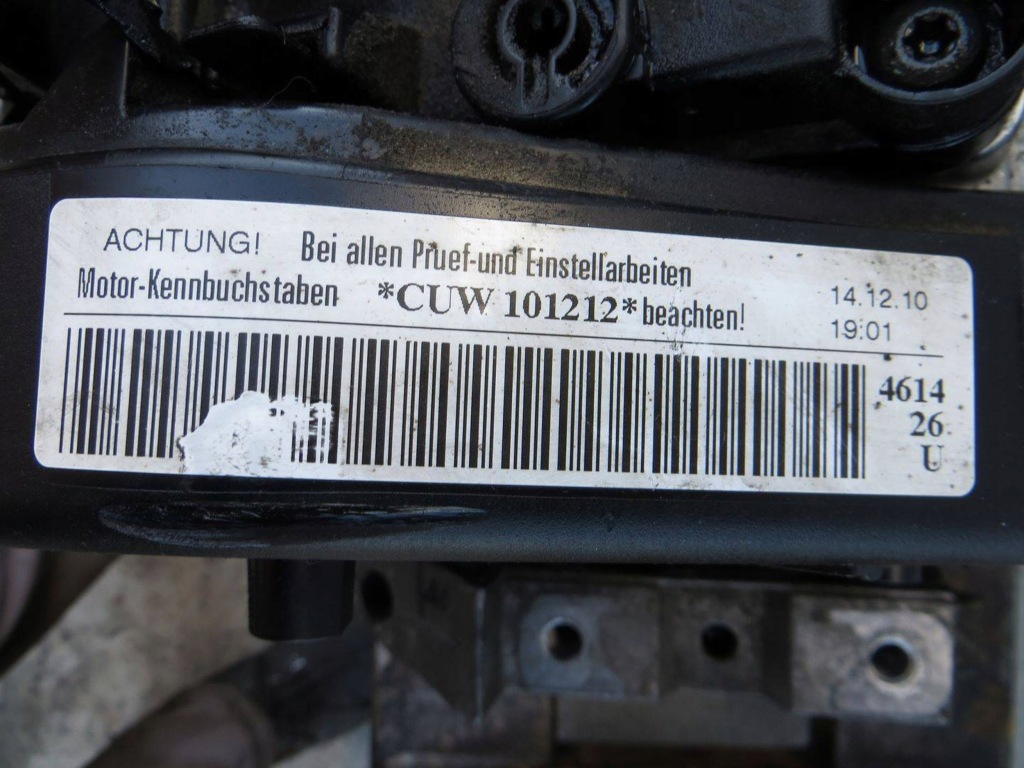 ACHTUNG! Bei allen Pruef-und Einstellarbeiten
Motor-Kennbuchstaben *CUW 101212* beachten!
14.12.10
19:01
4614
26
U